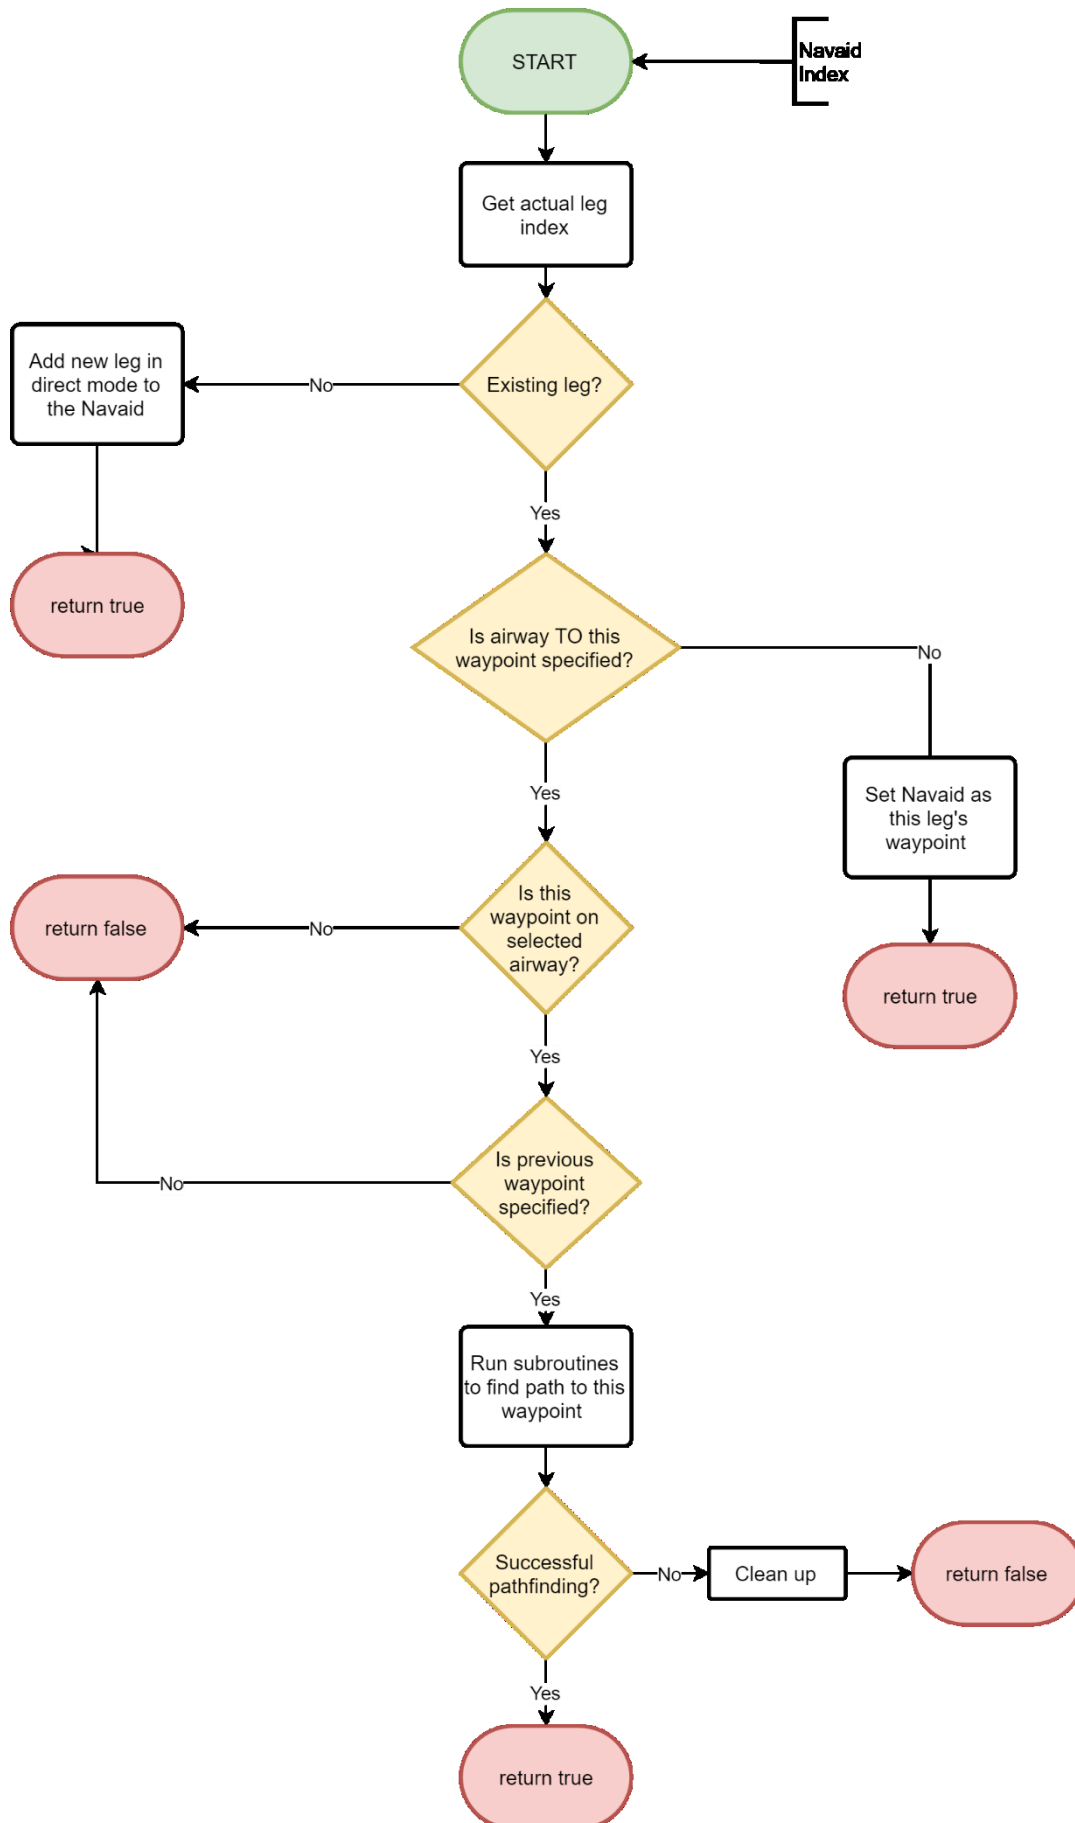 START
Navaid
Index
Get actual leg
index
Add new leg in
direct mode to
the Navaid
No
Existing leg?
Yes
return true
Is airway TO this
waypoint specified?
No
Yes
Set Navaid as
this leg's
waypoint
return false
No
Is this
waypoint on
selected
airway?
return true
Yes
Is previous
waypoint
specified?
No
Yes
Run subroutines
to find path to this
waypoint
Successful
pathfinding?
No
Clean up
return false
Yes
return true